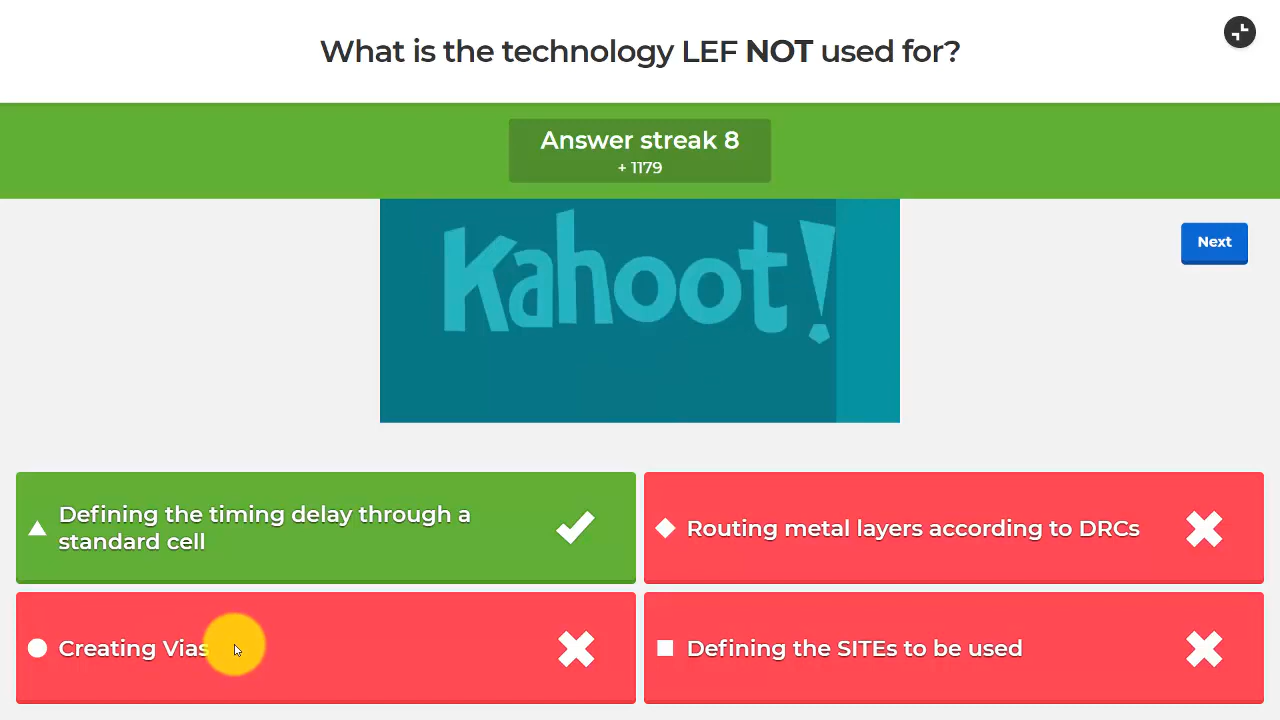 What is the technology LEF NOT used for?
Answer streak 8
+ 1179
Kahoot!
Next
Defining the timing delay through a
standard cell
Routing metal layers according to DRCs
Creating Vias
Defining the SITEs to be used